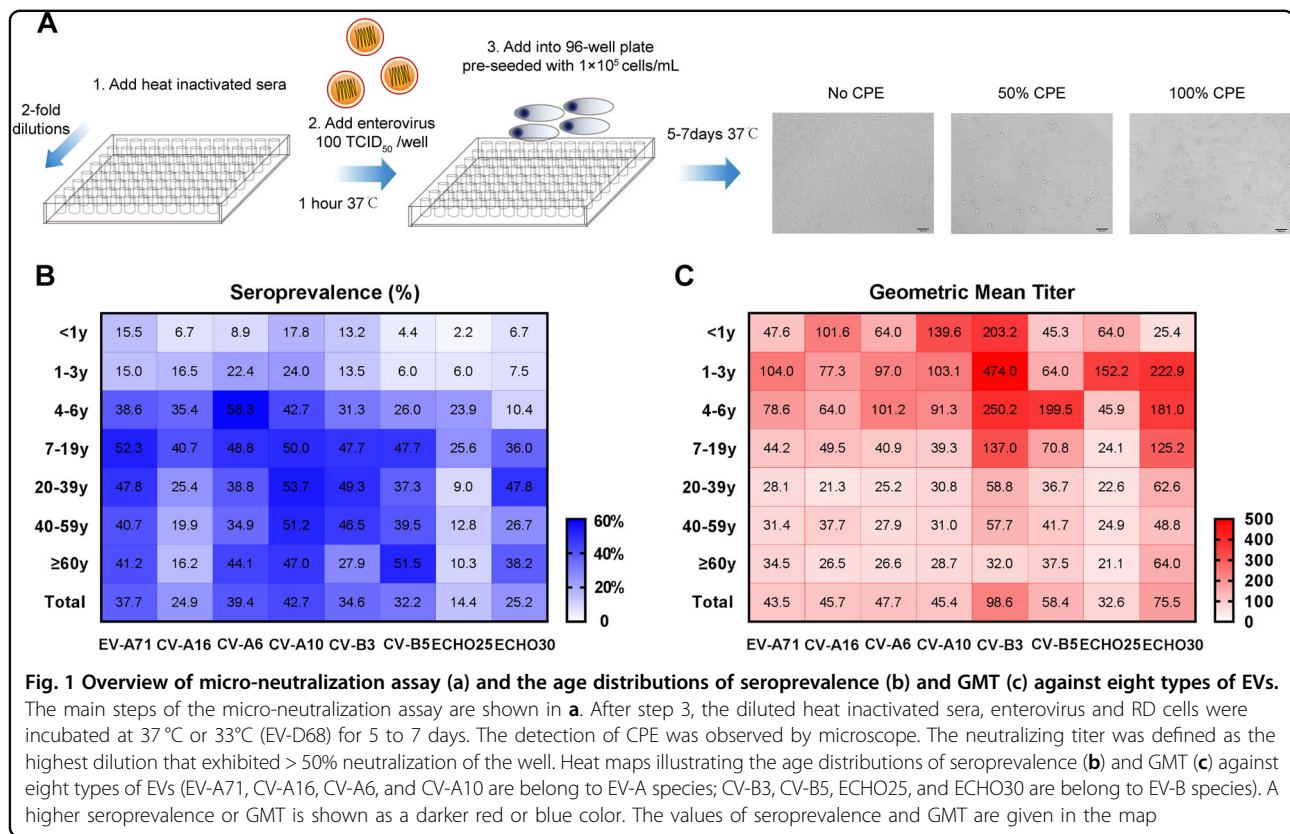 A
1. Add heat inactivated sera
2-fold
dilutions
2. Add enterovirus
100 TCID50 /well
1 hour 37℃
3. Add into 96-well plate
pre-seeded with 1×10⁵ cells/mL
5-7days 37℃
No CPE
50% CPE
100% CPE
B
Seroprevalence (%)
<1y 15.5 6.7 8.9 17.8 13.2 4.4 2.2 6.7
1-3y 15.0 16.5 22.4 24.0 13.5 6.0 6.0 7.5
4-6y 38.6 35.4 58.3 42.7 31.3 26.0 23.9 10.4
7-19y 52.3 40.7 48.8 50.0 47.7 47.7 25.6 36.0
20-39y 47.8 25.4 38.8 53.7 49.3 37.3 9.0 47.8
40-59y 40.7 19.9 34.9 51.2 46.5 39.5 12.8 26.7
≥60y 41.2 16.2 44.1 47.0 27.9 51.5 10.3 38.2
Total 37.7 24.9 39.4 42.7 34.6 32.2 14.4 25.2
EV-A71 CV-A16 CV-A6 CV-A10 CV-B3 CV-B5 ECHO25 ECHO30
60%
40%
20%
0
C
Geometric Mean Titer
<1y 47.6 101.6 64.0 139.6 203.2 45.3 64.0 25.4
1-3y 104.0 77.3 97.0 103.1 474.0 64.0 152.2 222.9
4-6y 78.6 64.0 101.2 91.3 250.2 199.5 45.9 181.0
7-19y 44.2 49.5 40.9 39.3 137.0 70.8 24.1 125.2
20-39y 28.1 21.3 25.2 30.8 58.8 36.7 22.6 62.6
40-59y 31.4 37.7 27.9 31.0 57.7 41.7 24.9 48.8
≥60y 34.5 26.5 26.6 28.7 32.0 37.5 21.1 64.0
Total 43.5 45.7 47.7 45.4 98.6 58.4 32.6 75.5
EV-A71 CV-A16 CV-A6 CV-A10 CV-B3 CV-B5 ECHO25 ECHO30
500
400
300
200
100
0
Fig. 1 Overview of micro-neutralization assay (a) and the age distributions of seroprevalence (b) and GMT (c) against eight types of EVs.
The main steps of the micro-neutralization assay are shown in a. After step 3, the diluted heat inactivated sera, enterovirus and RD cells were
incubated at 37 °C or 33°C (EV-D68) for 5 to 7 days. The detection of CPE was observed by microscope. The neutralizing titer was defined as the
highest dilution that exhibited > 50% neutralization of the well. Heat maps illustrating the age distributions of seroprevalence (b) and GMT (c) against
eight types of EVs (EV-A71, CV-A16, CV-A6, and CV-A10 are belong to EV-A species; CV-B3, CV-B5, ECHO25, and ECHO30 are belong to EV-B species). A
higher seroprevalence or GMT is shown as a darker red or blue color. The values of seroprevalence and GMT are given in the map